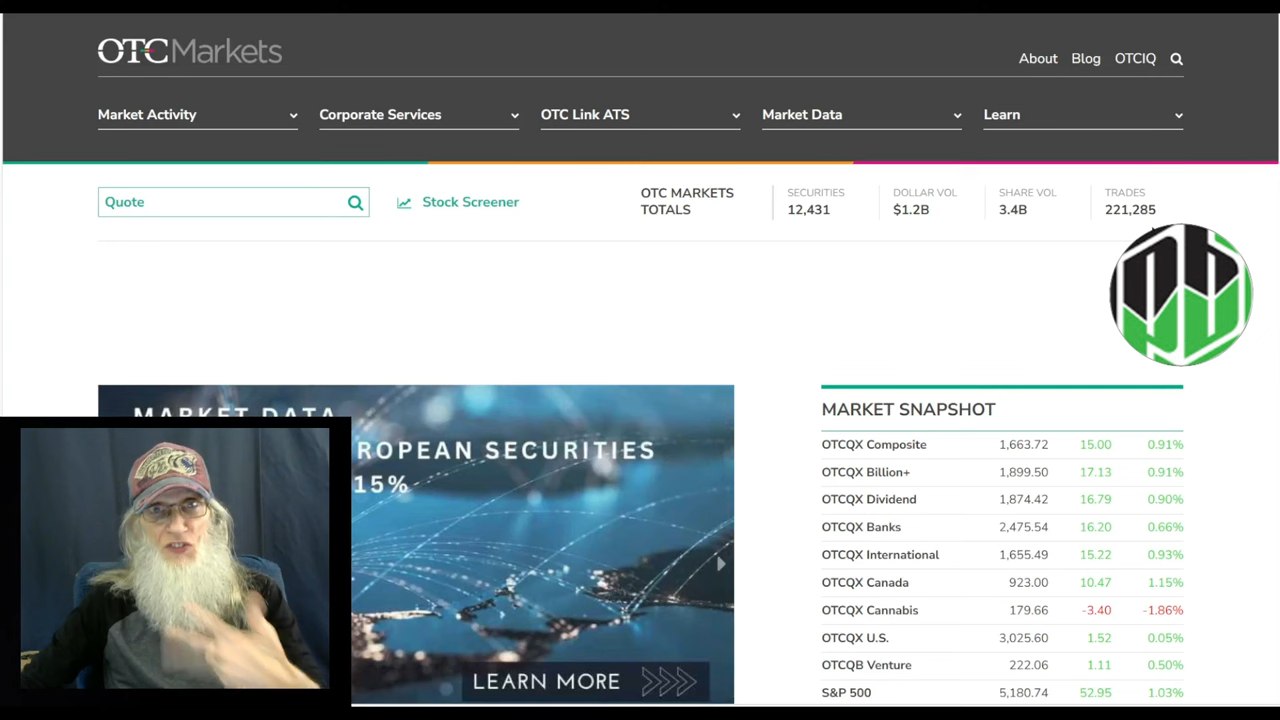 OTCMarkets
About Blog OTCIQ
Market Activity Corporate Services OTC Link ATS Market Data Learn
Quote Stock Screener
OTC MARKETS TOTALS
SECURITIES 12,431
DOLLAR VOL $1.2B
SHARE VOL 3.4B
TRADES 221,285
MARKET DATA
ROPEAN SECURITIES
15%
LEARN MORE
MARKET SNAPSHOT
OTCQX Composite 1,663.72 15.00 0.91%
OTCQX Billion+ 1,899.50 17.13 0.91%
OTCQX Dividend 1,874.42 16.79 0.90%
OTCQX Banks 2,475.54 16.20 0.66%
OTCQX International 1,655.49 15.22 0.93%
OTCQX Canada 923.00 10.47 1.15%
OTCQX Cannabis 179.66 -3.40 -1.86%
OTCQX U.S. 3,025.60 1.52 0.05%
OTCQB Venture 222.06 1.11 0.50%
S&P 500 5,180.74 52.95 1.03%